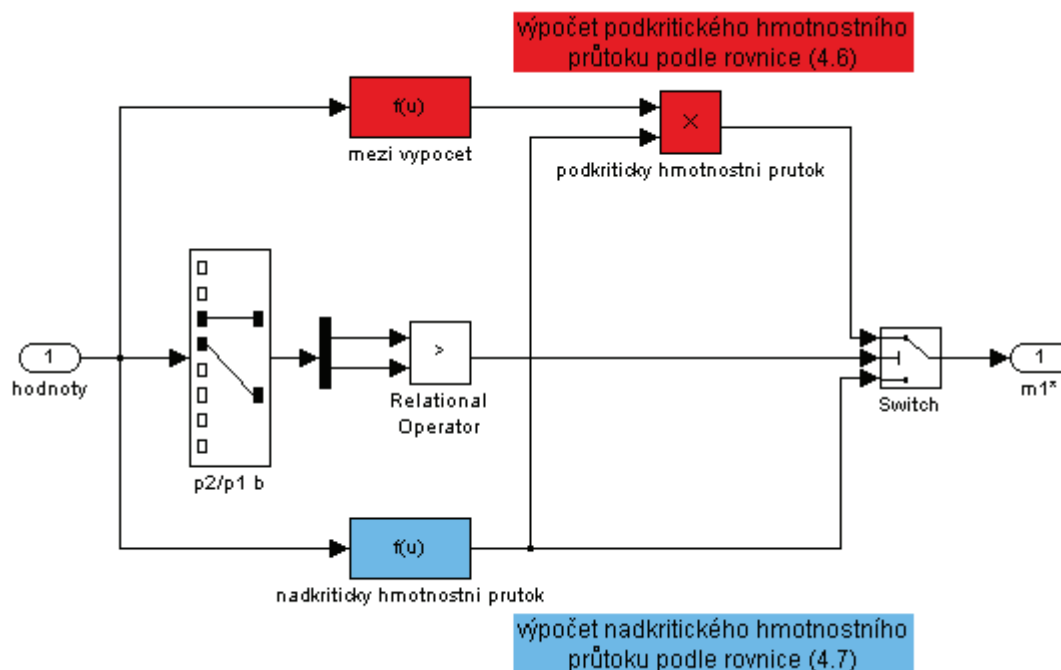 výpočet podkritického hmotnostního
průtoku podle rovnice (4.6)
f(u)
mezi vypocet
×
podkriticky hmotnostni prutok
1
hodnoty
p2/p1 b
>
Relational
Operator
Switch
1
m1*
f(u)
nadkriticky hmotnostni prutok
výpočet nadkritického hmotnostního
průtoku podle rovnice (4.7)